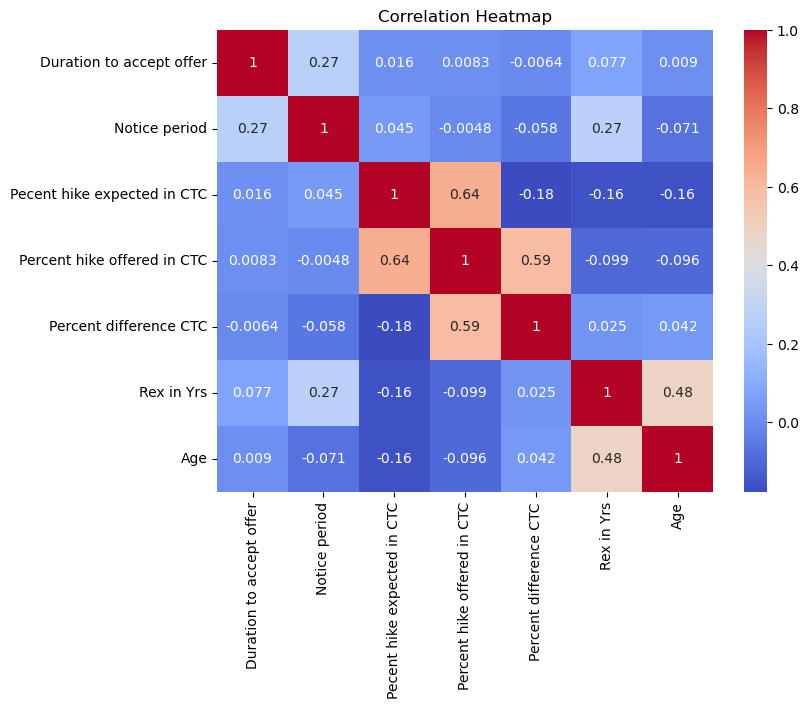 Correlation Heatmap
Duration to accept offer 1 0.27 0.016 0.0083 -0.0064 0.077 0.009
Notice period 0.27 1 0.045 -0.0048 -0.058 0.27 -0.071
Pecent hike expected in CTC 0.016 0.045 1 0.64 -0.18 -0.16 -0.16
Percent hike offered in CTC 0.0083 -0.0048 0.64 1 0.59 -0.099 -0.096
Percent difference CTC -0.0064 -0.058 -0.18 0.59 1 0.025 0.042
Rex in Yrs 0.077 0.27 -0.16 -0.099 0.025 1 0.48
Age 0.009 -0.071 -0.16 -0.096 0.042 0.48 1
Duration to accept offer
Notice period
Pecent hike expected in CTC
Percent hike offered in CTC
Percent difference CTC
Rex in Yrs
Age
1.0
0.8
0.6
0.4
0.2
0.0